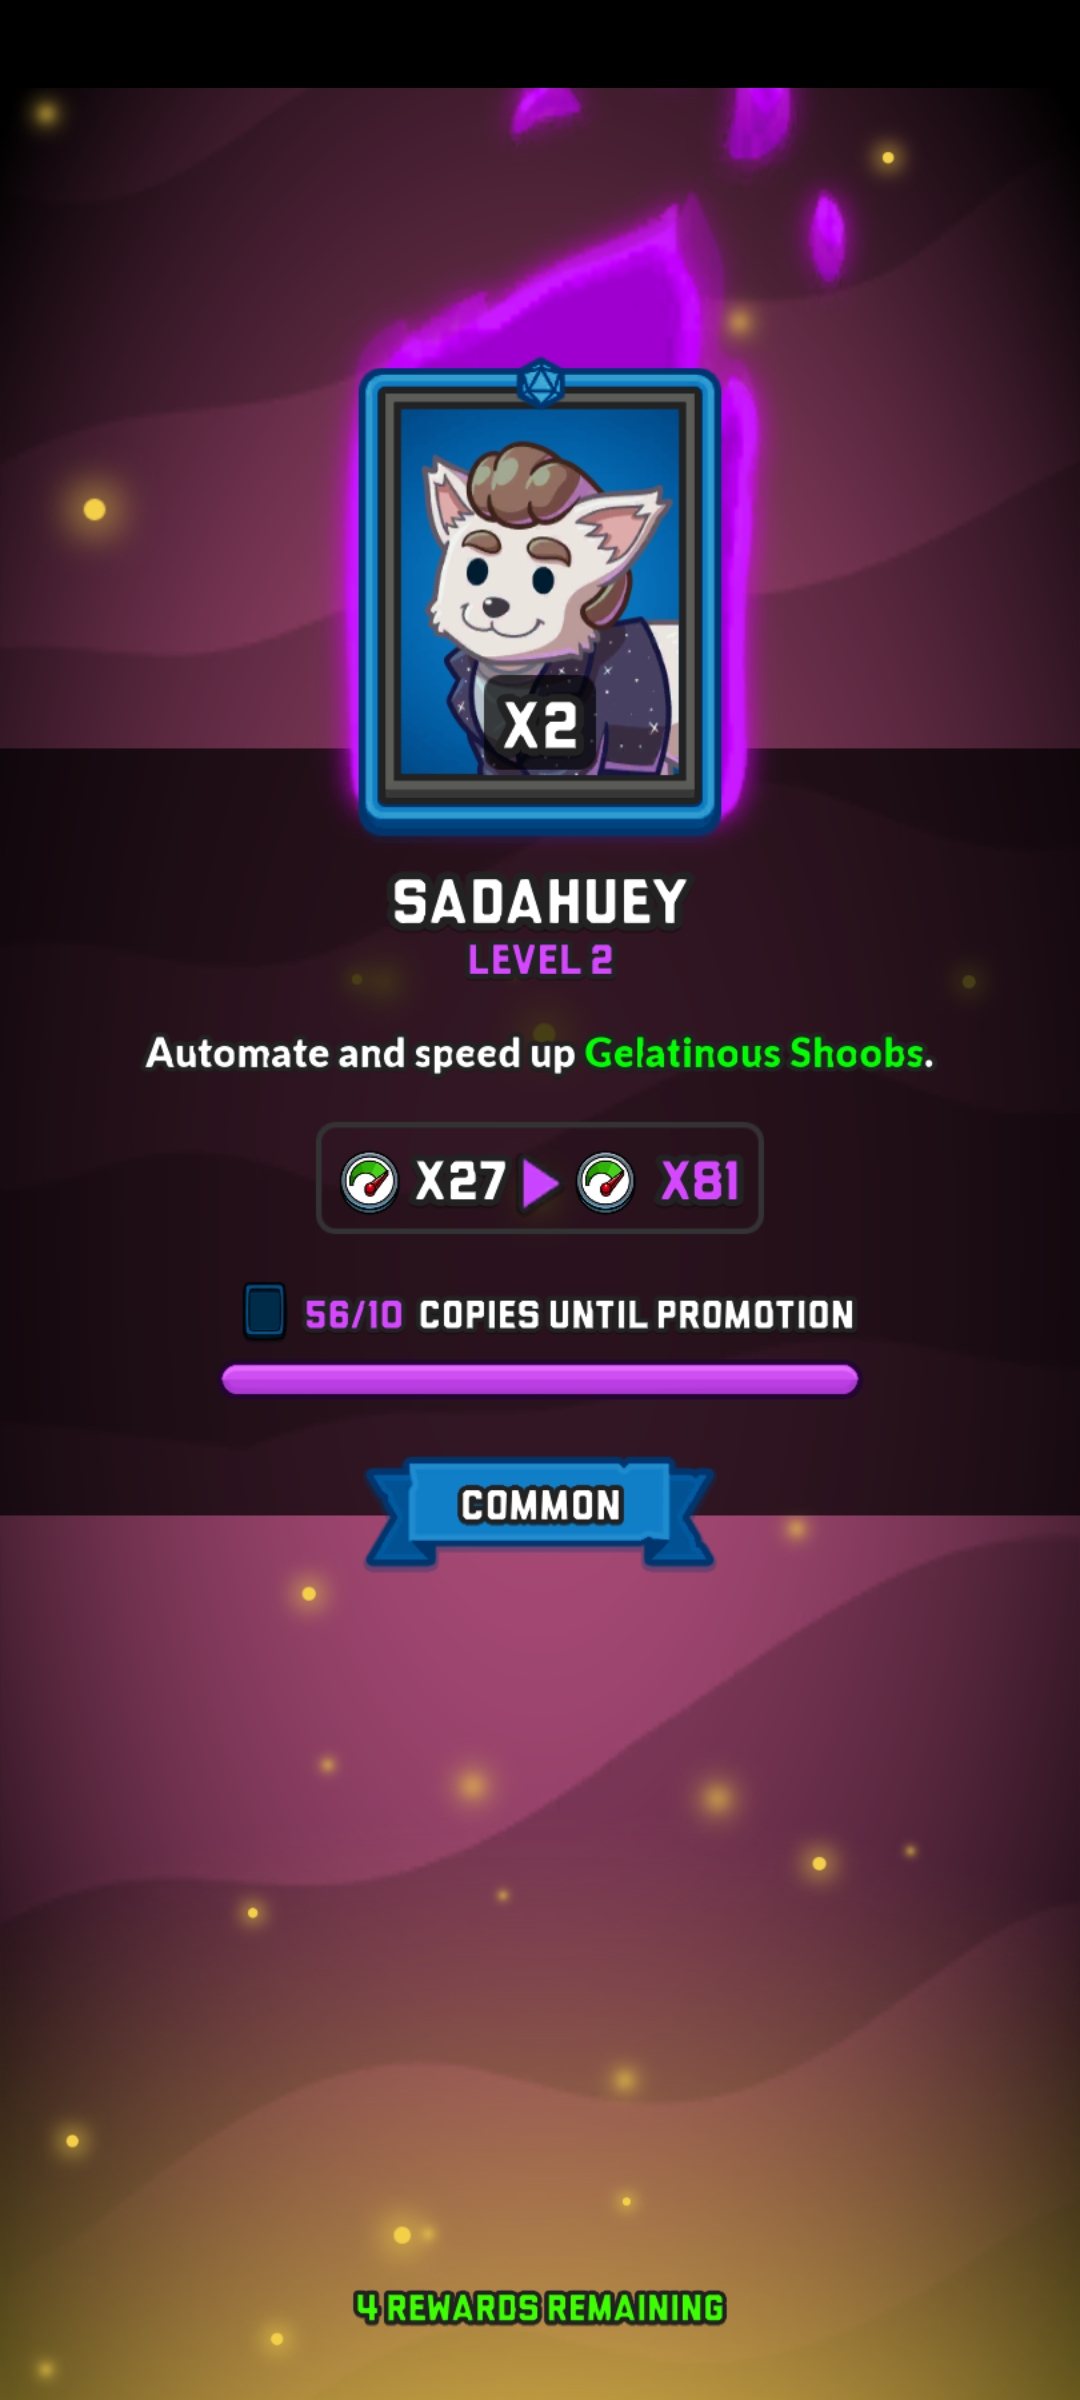 X2
SADAHUEY
LEVEL 2
Automate and speed up Gelatinous Shoobs.
X27 X81
56/10 COPIES UNTIL PROMOTION
COMMON
4 REWARDS REMAINING